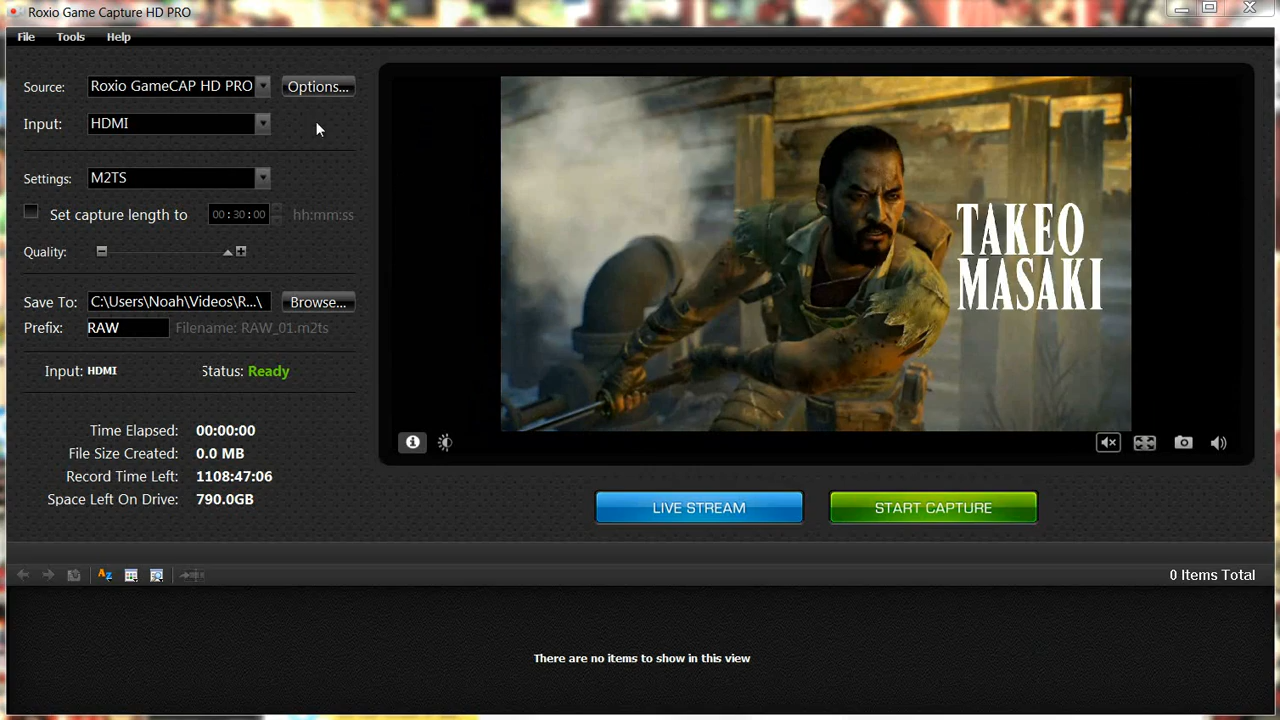 Roxio Game Capture HD PRO
File Tools Help
Source: Roxio GameCAP HD PRO Options...
Input: HDMI
Settings: M2TS
Set capture length to 00:30:00 hh:mm:ss
Quality:
Save To: C:\Users\Noah\Videos\R...\ Browse...
Prefix: RAW Filename: RAW_01.m2ts
Input: HDMI Status: Ready
Time Elapsed: 00:00:00
File Size Created: 0.0 MB
Record Time Left: 1108:47:06
Space Left On Drive: 790.0GB
TAKEO
MASAKI
LIVE STREAM START CAPTURE
AZ
0 Items Total
There are no items to show in this view